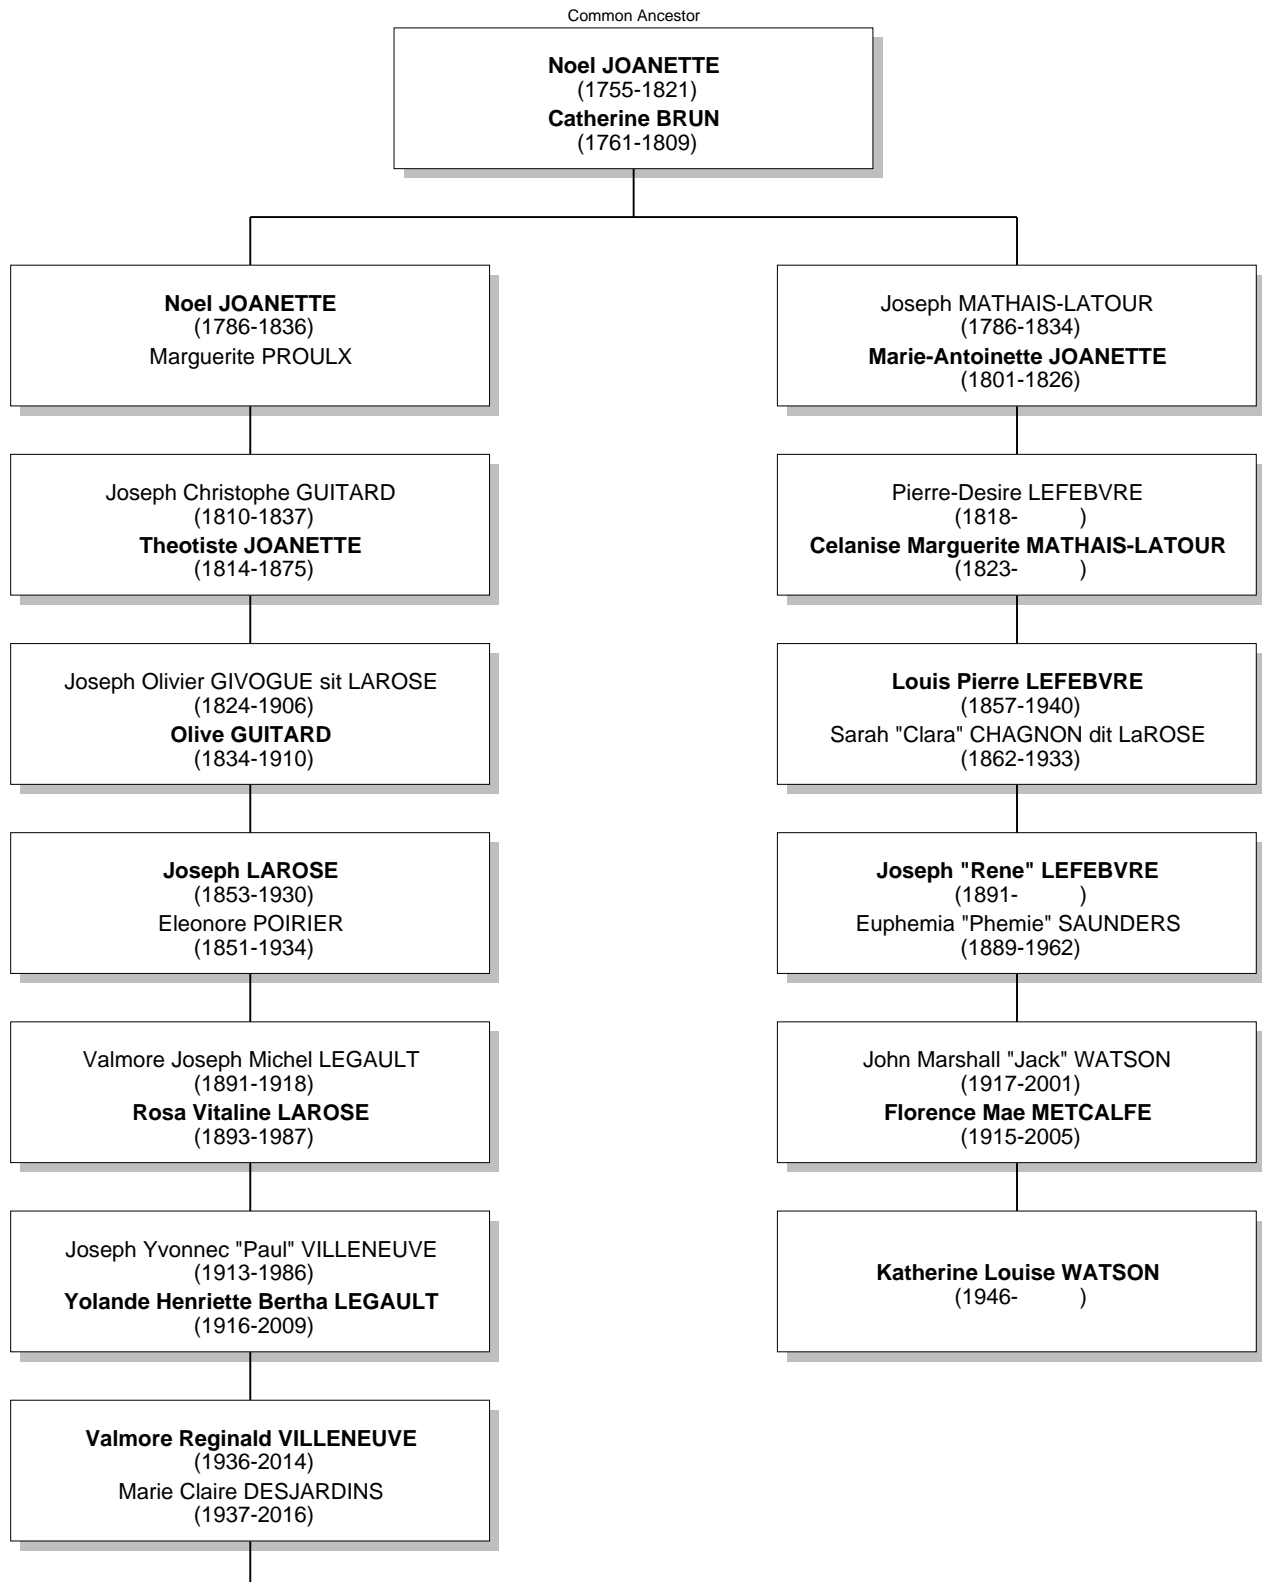 Common Ancestor
Noel JOANETTE
(1755-1821)
Catherine BRUN
(1761-1809)
Noel JOANETTE
(1786-1836)
Marguerite PROULX
Joseph MATHAIS-LATOUR
(1786-1834)
Marie-Antoinette JOANETTE
(1801-1826)
Joseph Christophe GUITARD
(1810-1837)
Theotiste JOANETTE
(1814-1875)
Pierre-Desire LEFEBVRE
(1818- )
Celanise Marguerite MATHAIS-LATOUR
(1823- )
Joseph Olivier GIVOGUE sit LAROSE
(1824-1906)
Olive GUITARD
(1834-1910)
Louis Pierre LEFEBVRE
(1857-1940)
Sarah "Clara" CHAGNON dit LaROSE
(1862-1933)
Joseph LAROSE
(1853-1930)
Eleonore POIRIER
(1851-1934)
Joseph "Rene" LEFEBVRE
(1891- )
Euphemia "Phemie" SAUNDERS
(1889-1962)
Valmore Joseph Michel LEGAULT
(1891-1918)
Rosa Vitaline LAROSE
(1893-1987)
John Marshall "Jack" WATSON
(1917-2001)
Florence Mae METCALFE
(1915-2005)
Joseph Yvonnec "Paul" VILLENEUVE
(1913-1986)
Yolande Henriette Bertha LEGAULT
(1916-2009)
Katherine Louise WATSON
(1946- )
Valmore Reginald VILLENEUVE
(1936-2014)
Marie Claire DESJARDINS
(1937-2016)